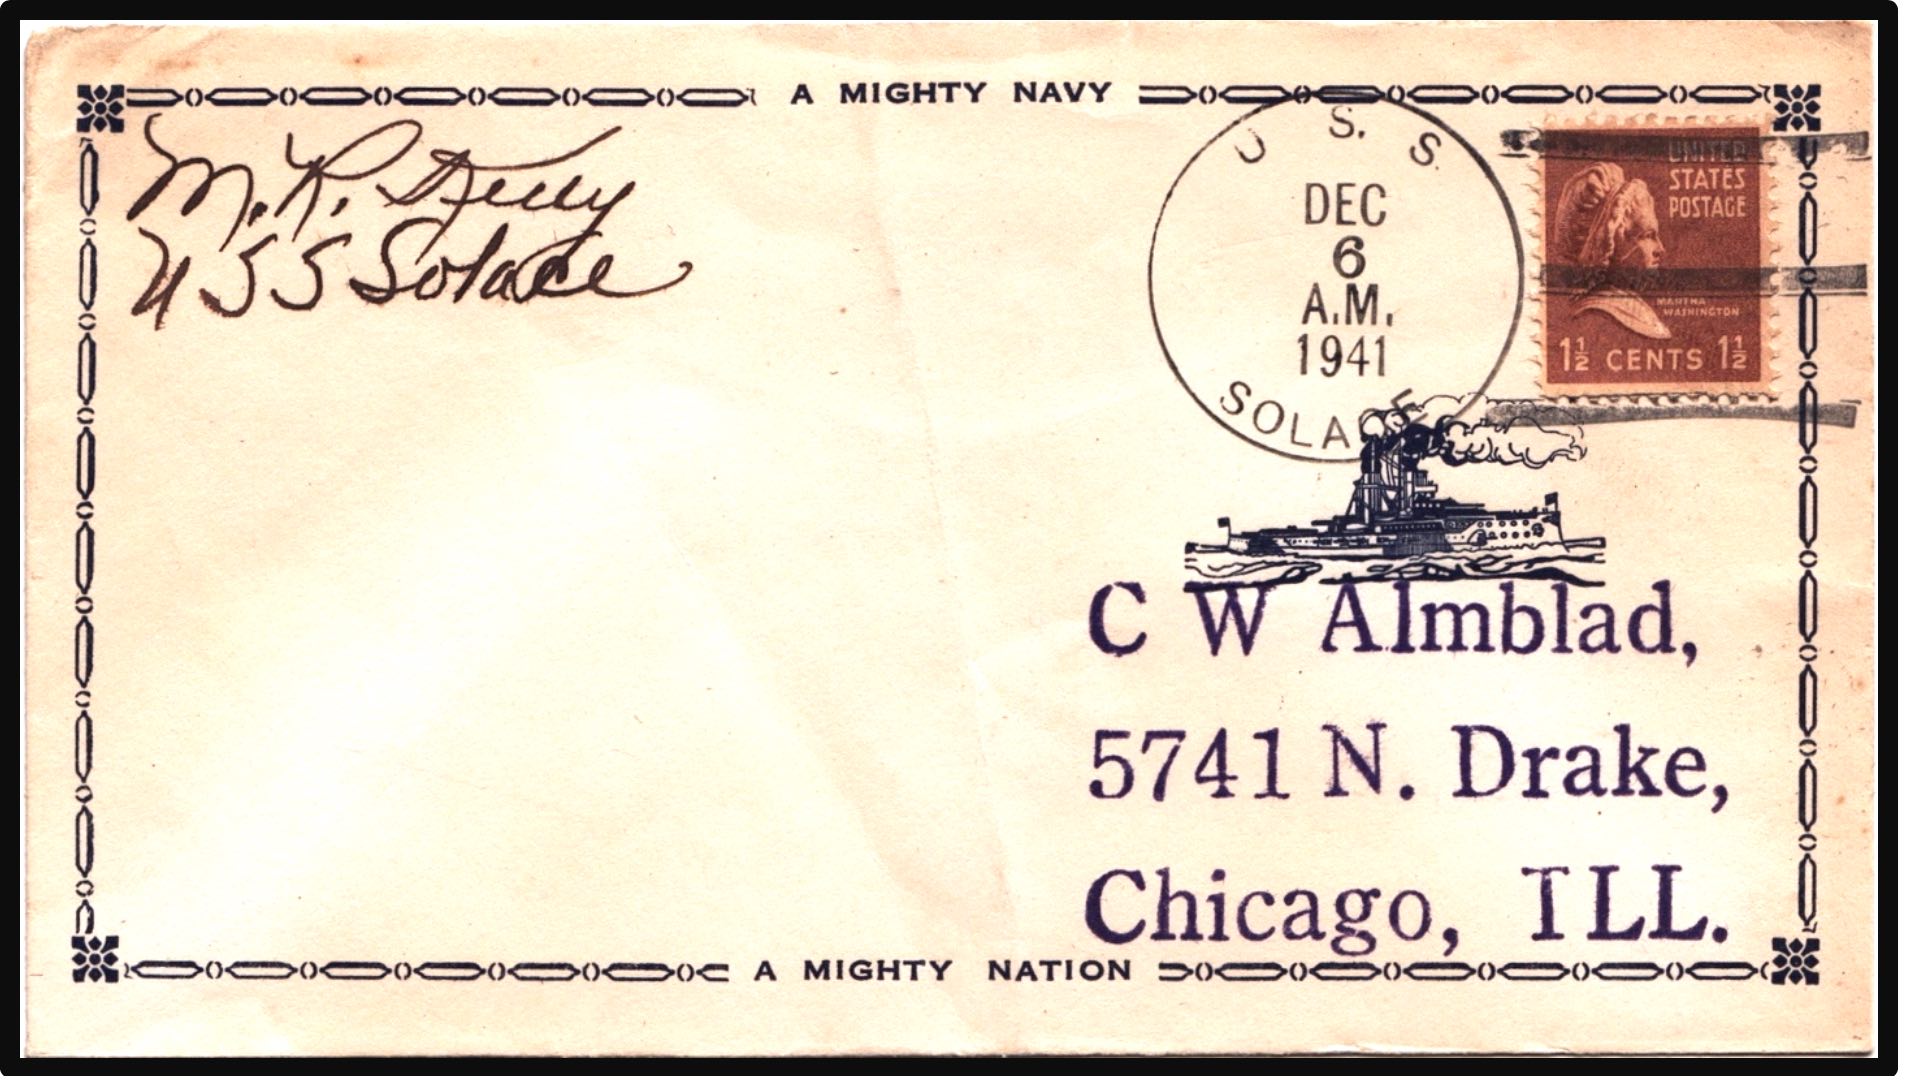 A MIGHTY NAVY
M. R.
USS Solace
U. S. S.
DEC
6
A.M.
1941
SOLACE
UNITED
STATES
POSTAGE
MARTHA
WASHINGTON
1½ CENTS 1½
C W Almblad,
5741 N. Drake,
Chicago, TLL.
A MIGHTY NATION